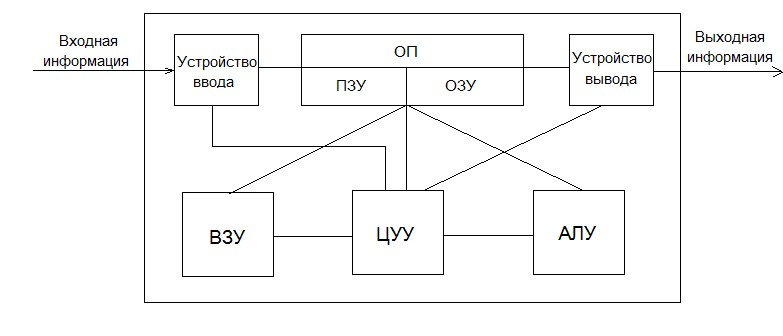 Входная
информация
Устройство
ввода
ОП
ПЗУ
ОЗУ
Устройство
вывода
Выходная
информация
ВЗУ
ЦУУ
АЛУ